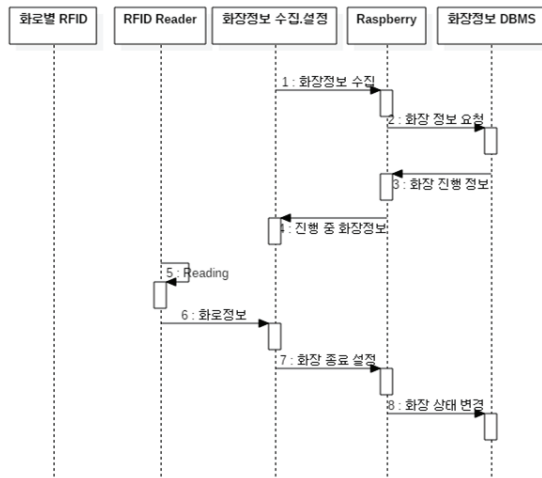 화로별 RFID
RFID Reader
화장정보 수집.설정
Raspberry
화장정보 DBMS
1 : 화장정보 수집
2 : 화장 정보 요청
3 : 화장 진행 정보
4 : 진행 중 화장정보
5 : Reading
6 : 화로정보
7 : 화장 종료 설정
8 : 화장 상태 변경